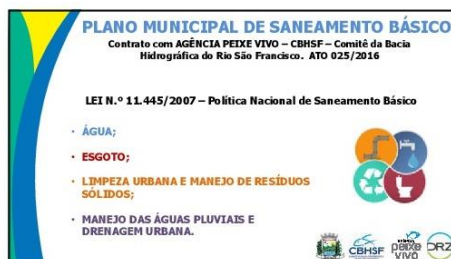 PLANO MUNICIPAL DE SANEAMENTO BÁSICO
Contrato com AGÊNCIA PEIXE VIVO – CBHSF – Comitê da Bacia
Hidrográfica do Rio São Francisco. ATO 025/2016
LEI N.º 11.445/2007 – Política Nacional de Saneamento Básico
• ÁGUA;
• ESGOTO;
• LIMPEZA URBANA E MANEJO DE RESÍDUOS
SÓLIDOS;
• MANEJO DAS ÁGUAS PLUVIAIS E
DRENAGEM URBANA.
CBHSF
peixe
vivo
DRZ